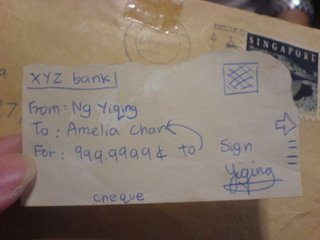 SINGAPORE
XYZ bank
From: Ng Yiqing
To: Amelia Chan
For: 999.9999¢ to
Sign
Yiqing
cheque